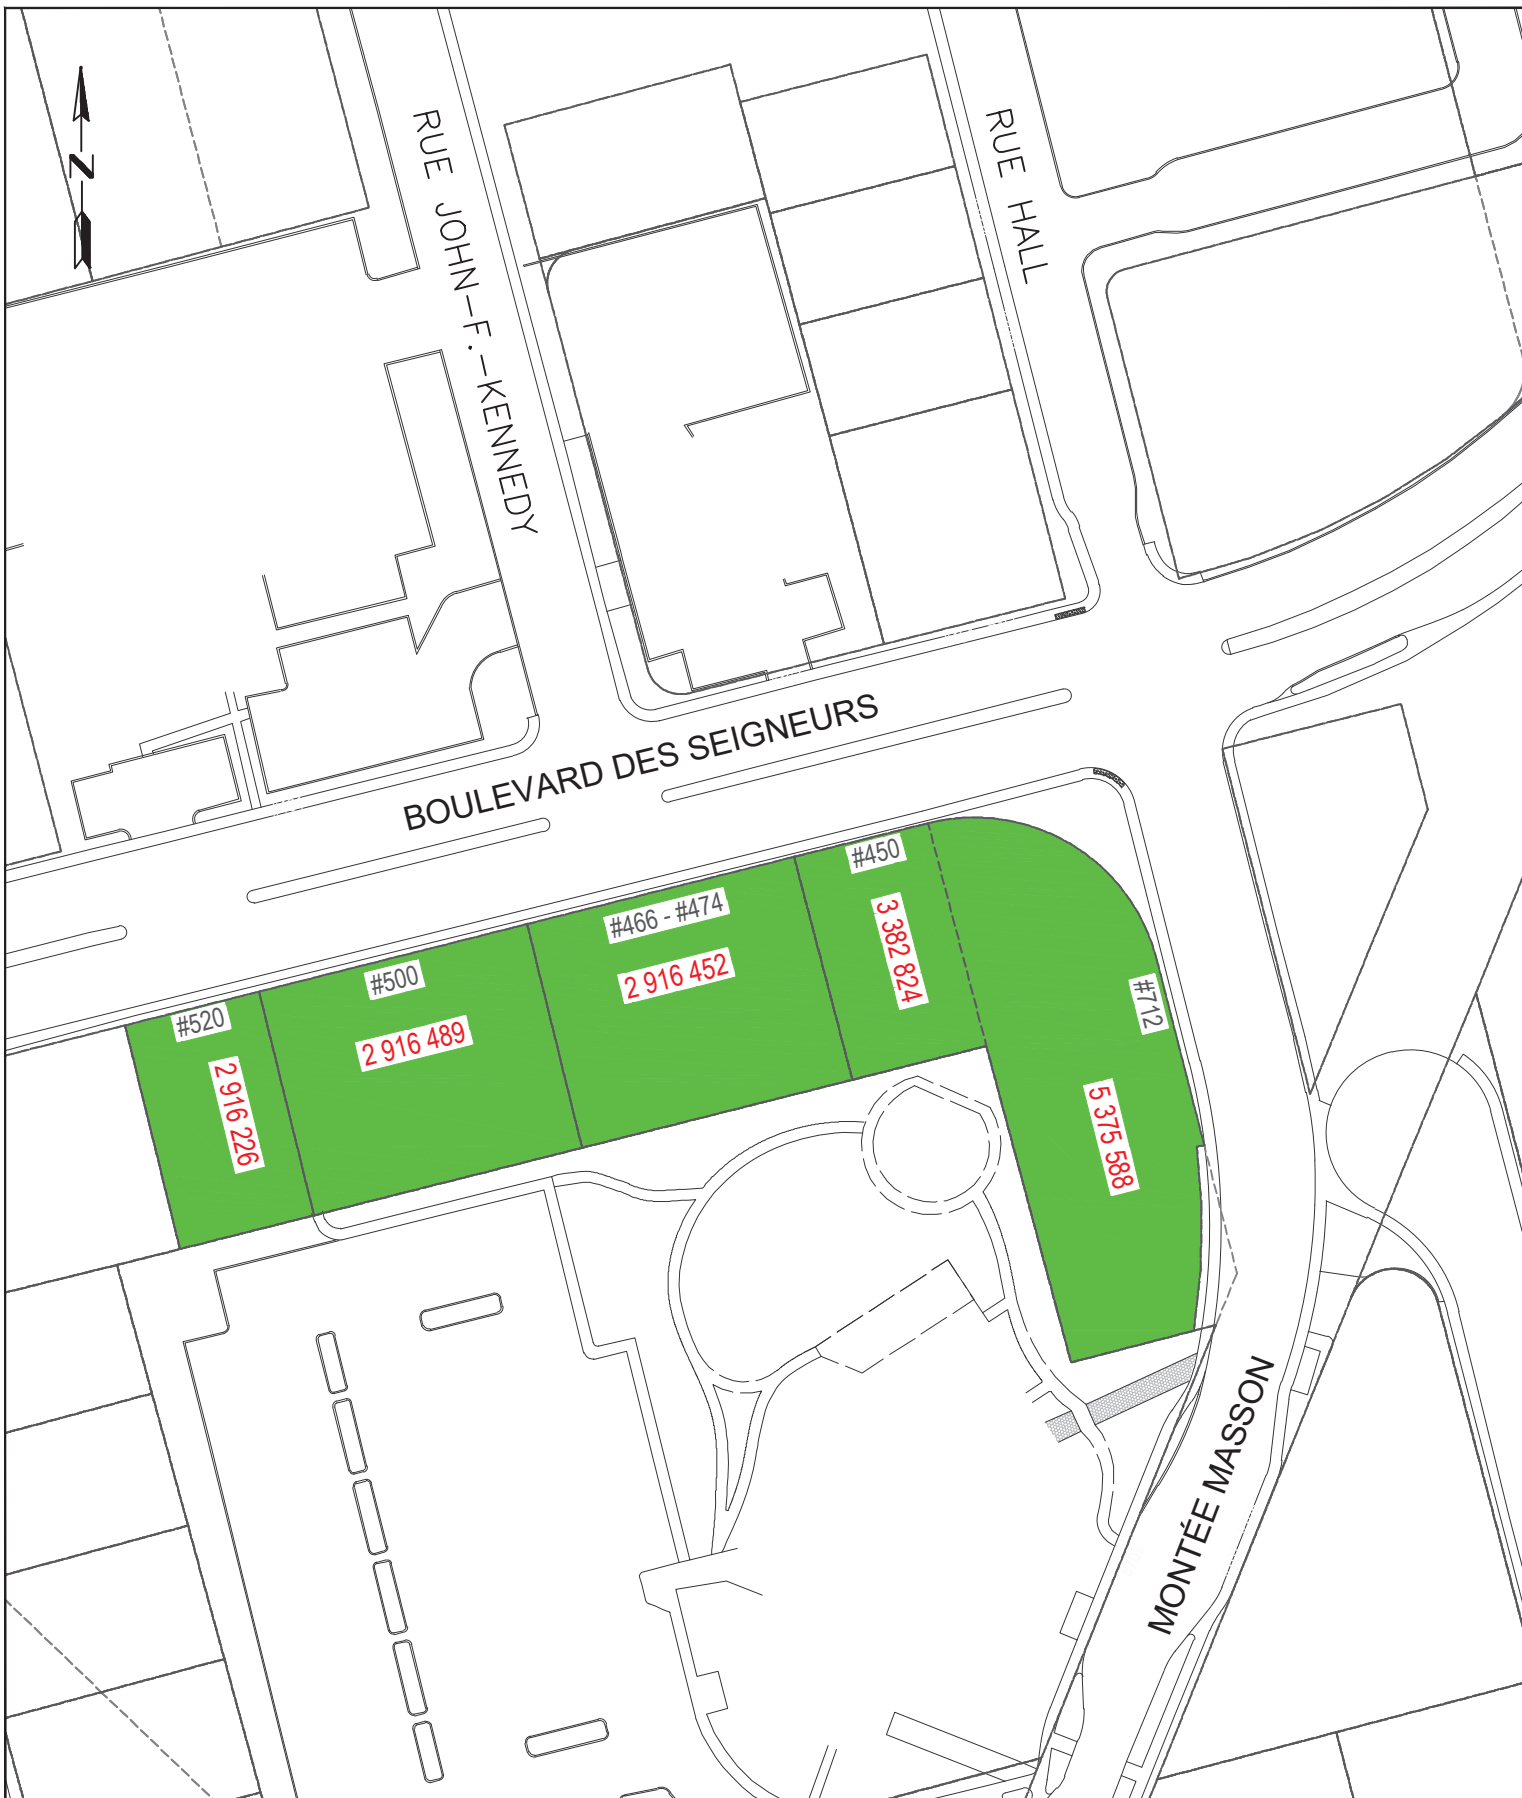 N
RUE JOHN-F.-KENNEDY
RUE HALL
BOULEVARD DES SEIGNEURS
#450
3 382 824
#466 - #474
2 916 452
#500
2 916 489
#520
2 916 226
#712
5 375 588
MONTÉE MASSON